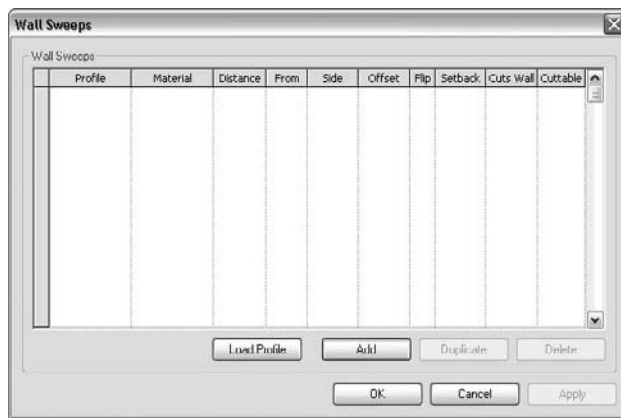 Wall Sweeps
Wall Sweeps
Profile Material Distance From Side Offset Flip Setback Cuts Wall Cuttable
Load Profile Add Duplicate Delete
OK Cancel Apply